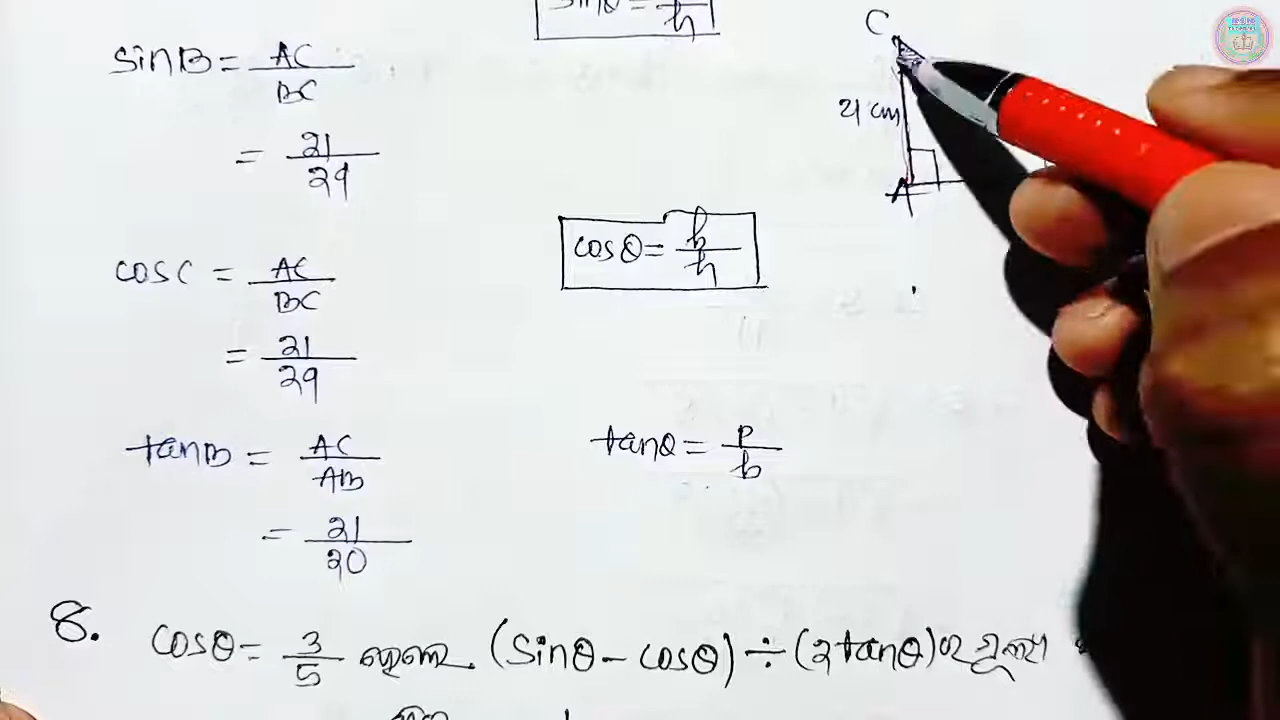 sinθ = /h
sinB = AC/BC
= 21/29
C
21 cm
A
cosC = AC/BC
cosθ = b/h
= 21/29
tanB = AC/AB
tanθ = p/b
= 21/20
8. cosθ = 3/5 ହେଲେ (sinθ - cosθ) ÷ (2tanθ)ର ମୂଲ୍ୟ